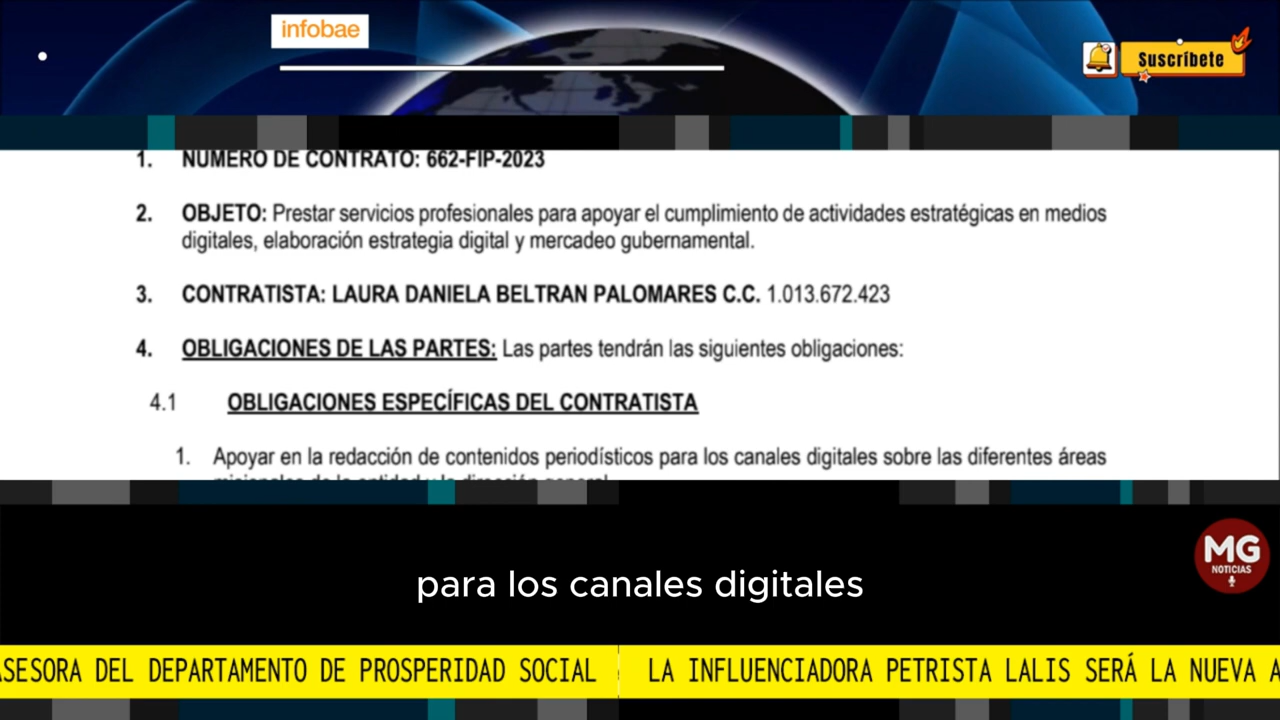 infobae
Suscríbete
1. NUMERO DE CONTRATO: 662-FIP-2023
2. OBJETO: Prestar servicios profesionales para apoyar el cumplimiento de actividades estratégicas en medios
digitales, elaboración estrategia digital y mercadeo gubernamental.
3. CONTRATISTA: LAURA DANIELA BELTRAN PALOMARES C.C. 1.013.672.423
4. OBLIGACIONES DE LAS PARTES: Las partes tendrán las siguientes obligaciones:
4.1 OBLIGACIONES ESPECÍFICAS DEL CONTRATISTA
1. Apoyar en la redacción de contenidos periodísticos para los canales digitales sobre las diferentes áreas
MG
NOTICIAS
para los canales digitales
ASESORA DEL DEPARTAMENTO DE PROSPERIDAD SOCIAL LA INFLUENCIADORA PETRISTA LALIS SERÁ LA NUEVA A